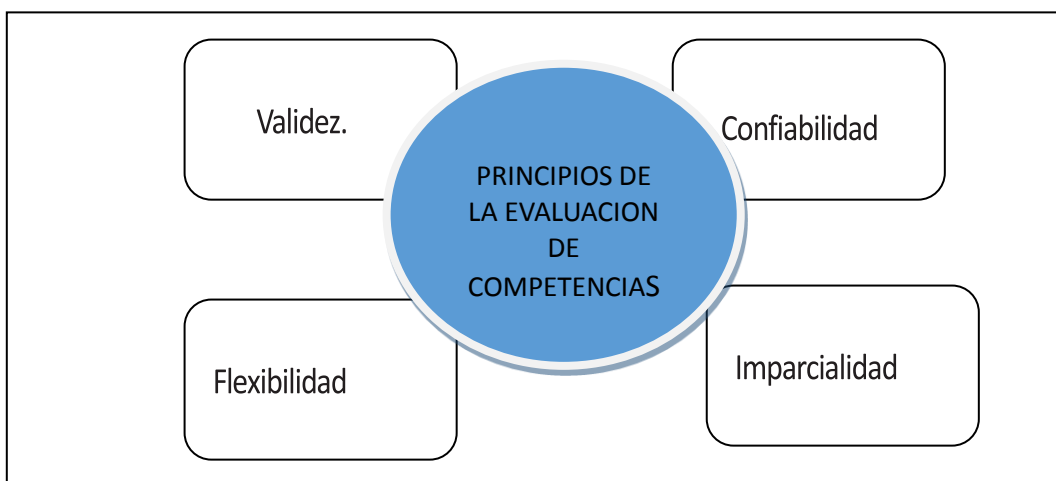 Validez.
Confiabilidad
PRINCIPIOS DE
LA EVALUACION
DE
COMPETENCIAS
Flexibilidad
Imparcialidad